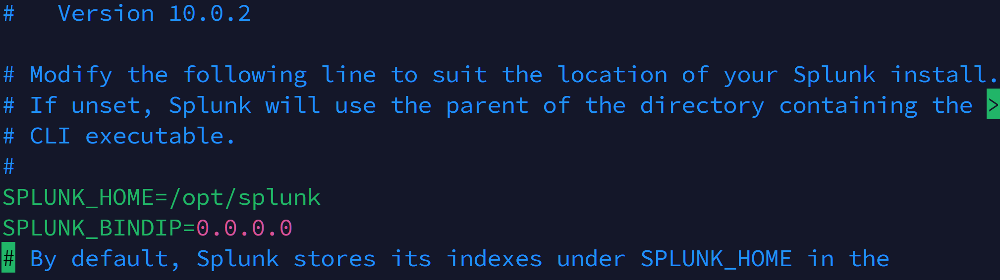 #   Version 10.0.2
# Modify the following line to suit the location of your Splunk install.
# If unset, Splunk will use the parent of the directory containing the >
# CLI executable.
#
SPLUNK_HOME=/opt/splunk
SPLUNK_BINDIP=0.0.0.0
# By default, Splunk stores its indexes under SPLUNK_HOME in the